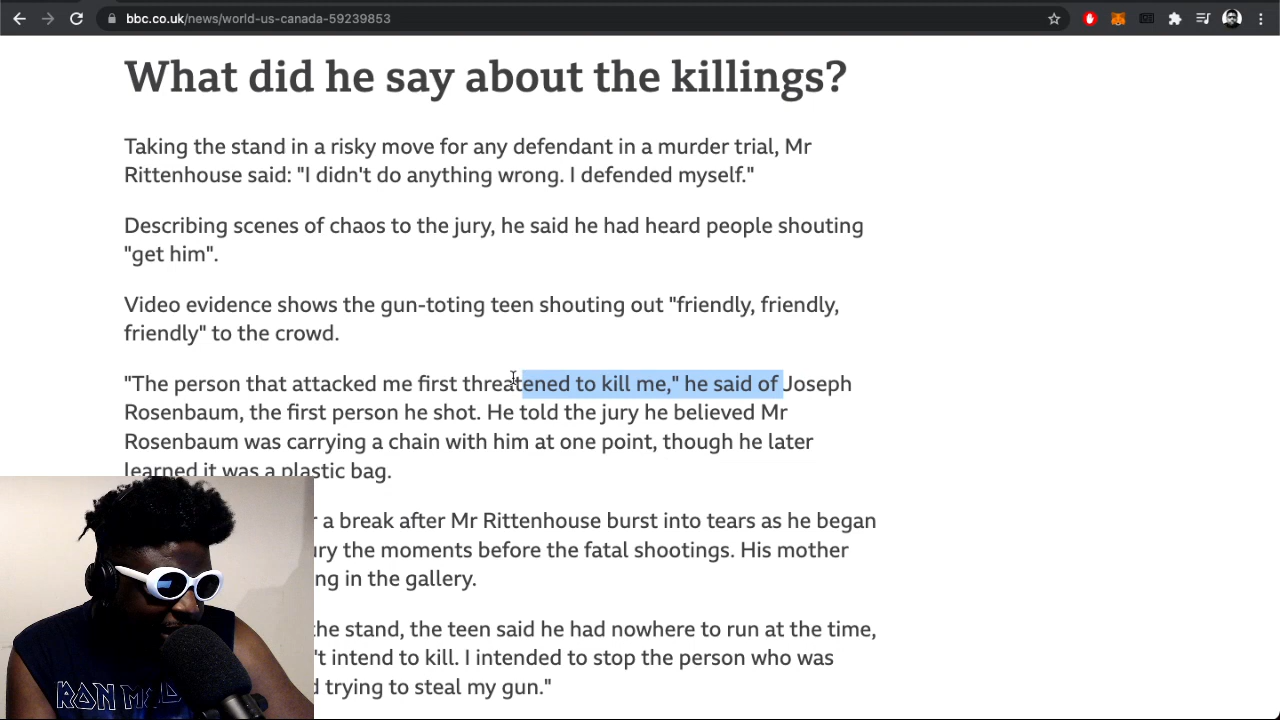 bbc.co.uk/news/world-us-canada-59239853
What did he say about the killings?
Taking the stand in a risky move for any defendant in a murder trial, Mr
Rittenhouse said: "I didn't do anything wrong. I defended myself."
Describing scenes of chaos to the jury, he said he had heard people shouting
"get him".
Video evidence shows the gun-toting teen shouting out "friendly, friendly,
friendly" to the crowd.
"The person that attacked me first threatened to kill me," he said of Joseph
Rosenbaum, the first person he shot. He told the jury he believed Mr
Rosenbaum was carrying a chain with him at one point, though he later
learned it was a plastic bag.
a break after Mr Rittenhouse burst into tears as he began
the moments before the fatal shootings. His mother
in the gallery.
the stand, the teen said he had nowhere to run at the time,
't intend to kill. I intended to stop the person who was
trying to steal my gun."
IRON MAID